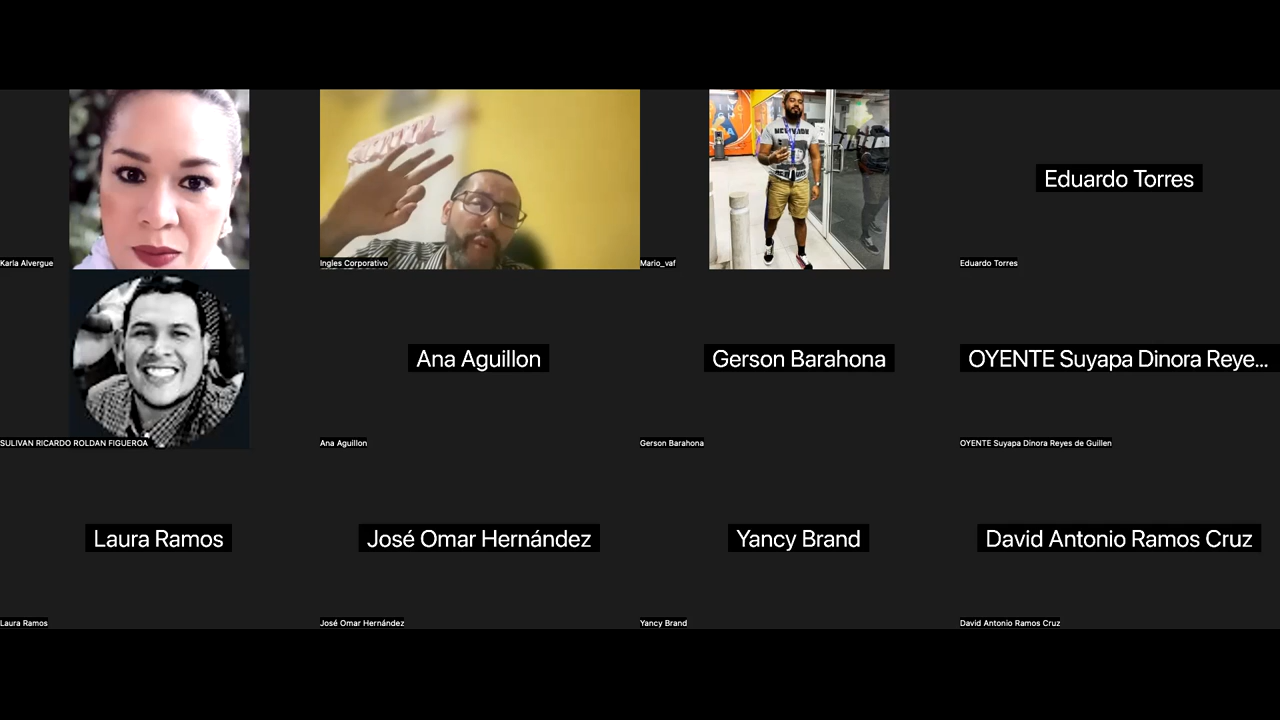 Karla Alvergue
Ingles Corporativo
Mario_vaf
Eduardo Torres
Eduardo Torres
SULIVAN RICARDO ROLDAN FIGUEROA
Ana Aguillon
Ana Aguillon
Gerson Barahona
Gerson Barahona
OYENTE Suyapa Dinora Reye...
OYENTE Suyapa Dinora Reyes de Guillen
Laura Ramos
Laura Ramos
José Omar Hernández
José Omar Hernández
Yancy Brand
Yancy Brand
David Antonio Ramos Cruz
David Antonio Ramos Cruz